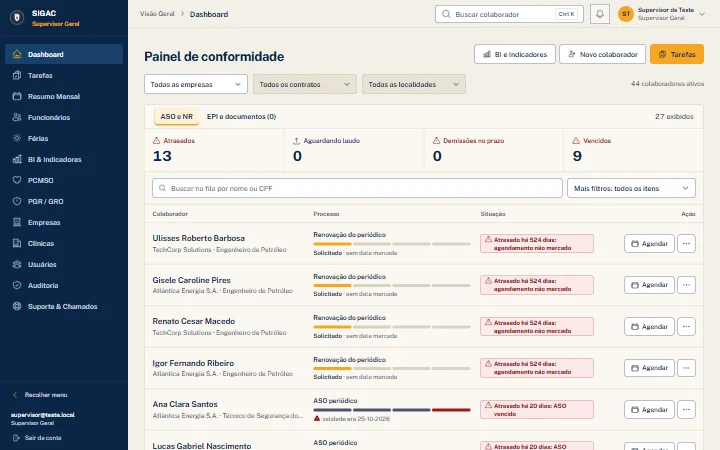 SIGAC
Supervisor Geral
Visão Geral > Dashboard
Buscar colaborador
Ctrl K
ST
Supervisor de Teste
Supervisor Geral
Dashboard
Tarefas
Resumo Mensal
Funcionários
Férias
BI & Indicadores
PCMSO
PGR / GRO
Empresas
Clínicas
Usuários
Auditoria
Suporte & Chamados
Recolher menu
supervisor@teste.local
Supervisor Geral
Sair da conta
Painel de conformidade
BI e Indicadores
Novo colaborador
Tarefas
Todas as empresas
Todos os contratos
Todas as localidades
44 colaboradores ativos
ASO e NR
EPI e documentos (0)
27 exibidos
Atrasados
13
Aguardando laudo
0
Demissões no prazo
0
Vencidos
9
Buscar na fila por nome ou CPF
Mais filtros: todos os itens
Colaborador
Processo
Situação
Ação
Ulisses Roberto Barbosa
TechCorp Solutions · Engenheiro de Petróleo
Renovação do periódico
Solicitado · sem data marcada
Atrasado há 524 dias:
agendamento não marcado
Agendar
Gisele Caroline Pires
Atlântica Energia S.A. · Engenheiro de Petróleo
Renovação do periódico
Solicitado · sem data marcada
Atrasado há 524 dias:
agendamento não marcado
Agendar
Renato Cesar Macedo
Atlântica Energia S.A. · Engenheiro de Petróleo
Renovação do periódico
Solicitado · sem data marcada
Atrasado há 524 dias:
agendamento não marcado
Agendar
Igor Fernando Ribeiro
Atlântica Energia S.A. · Engenheiro de Petróleo
Renovação do periódico
Solicitado · sem data marcada
Atrasado há 524 dias:
agendamento não marcado
Agendar
Ana Clara Santos
Atlântica Energia S.A. · Técnico de Segurança do...
ASO periódico
validade era 25-10-2026
Atrasado há 20 dias: ASO
vencido
Agendar
Lucas Gabriel Nascimento
ASO periódico
Atrasado há 20 dias: ASO
Agendar